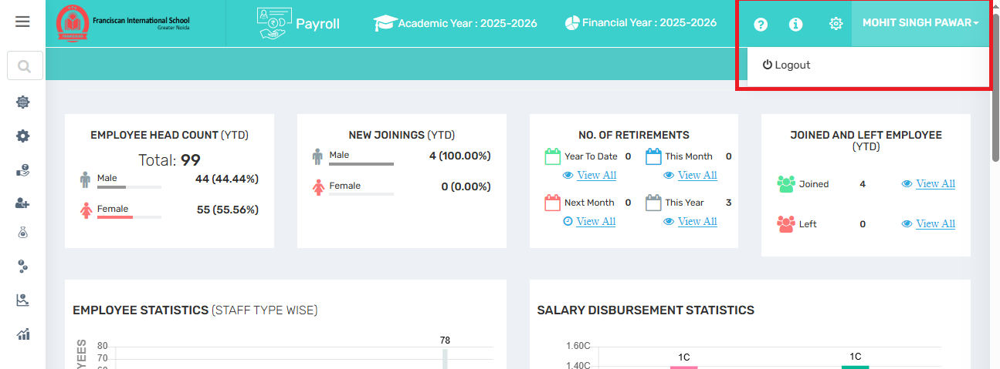 Franciscan International School
Greater Noida
FRANCISCAN
Payroll
Academic Year : 2025-2026
Financial Year : 2025-2026
MOHIT SINGH PAWAR
Logout
EMPLOYEE HEAD COUNT (YTD)
Total: 99
Male 44 (44.44%)
Female 55 (55.56%)
NEW JOININGS (YTD)
Male 4 (100.00%)
Female 0 (0.00%)
NO. OF RETIREMENTS
Year To Date 0 This Month 0
View All View All
Next Month 0 This Year 3
View All View All
JOINED AND LEFT EMPLOYEE
(YTD)
Joined 4 View All
Left 0 View All
EMPLOYEE STATISTICS (STAFF TYPE WISE)
80
70
78
SALARY DISBURSEMENT STATISTICS
1.60C
1.40C
1C
1C